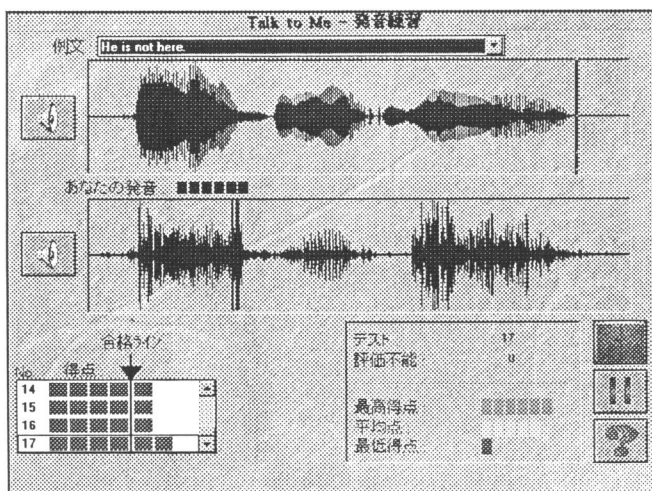 Talk to Me - 発音練習
例文 He is not here.
あなたの発音
合格ライン
No. 得点
14
15
16
17
テスト 17
評価不能 0
最高得点
平均点
最低得点